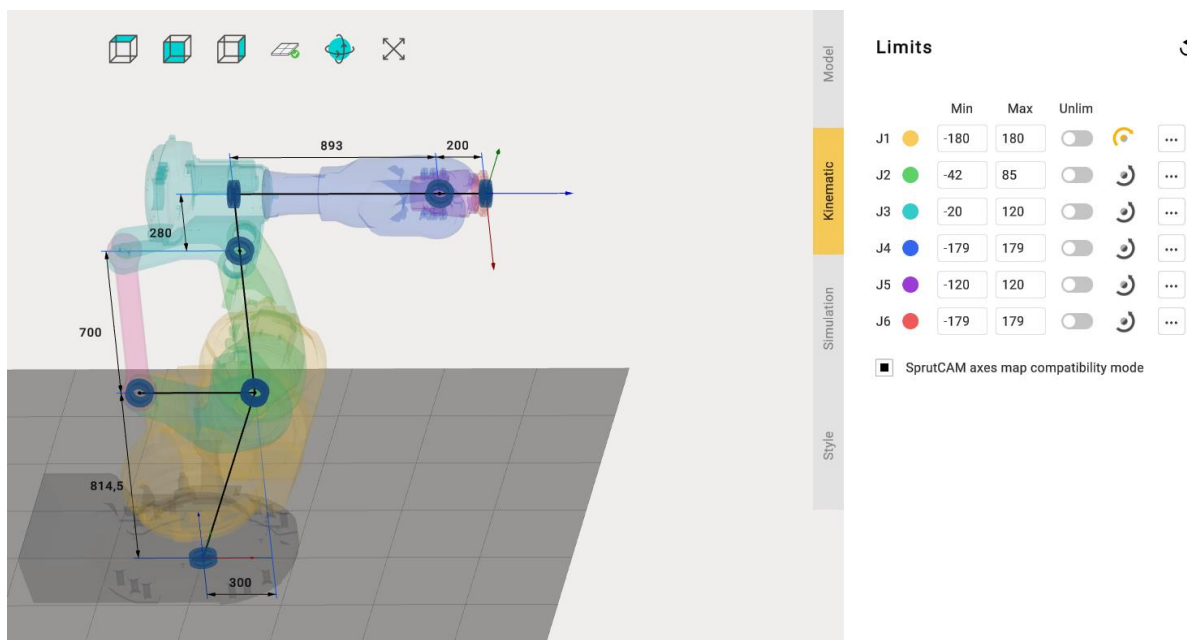 Limits
Model
Kinematic
Simulation
Style
893
200
280
700
814,5
300
Min Max Unlim
J1 -180 180 ...
J2 -42 85 ...
J3 -20 120 ...
J4 -179 179 ...
J5 -120 120 ...
J6 -179 179 ...
SprutCAM axes map compatibility mode